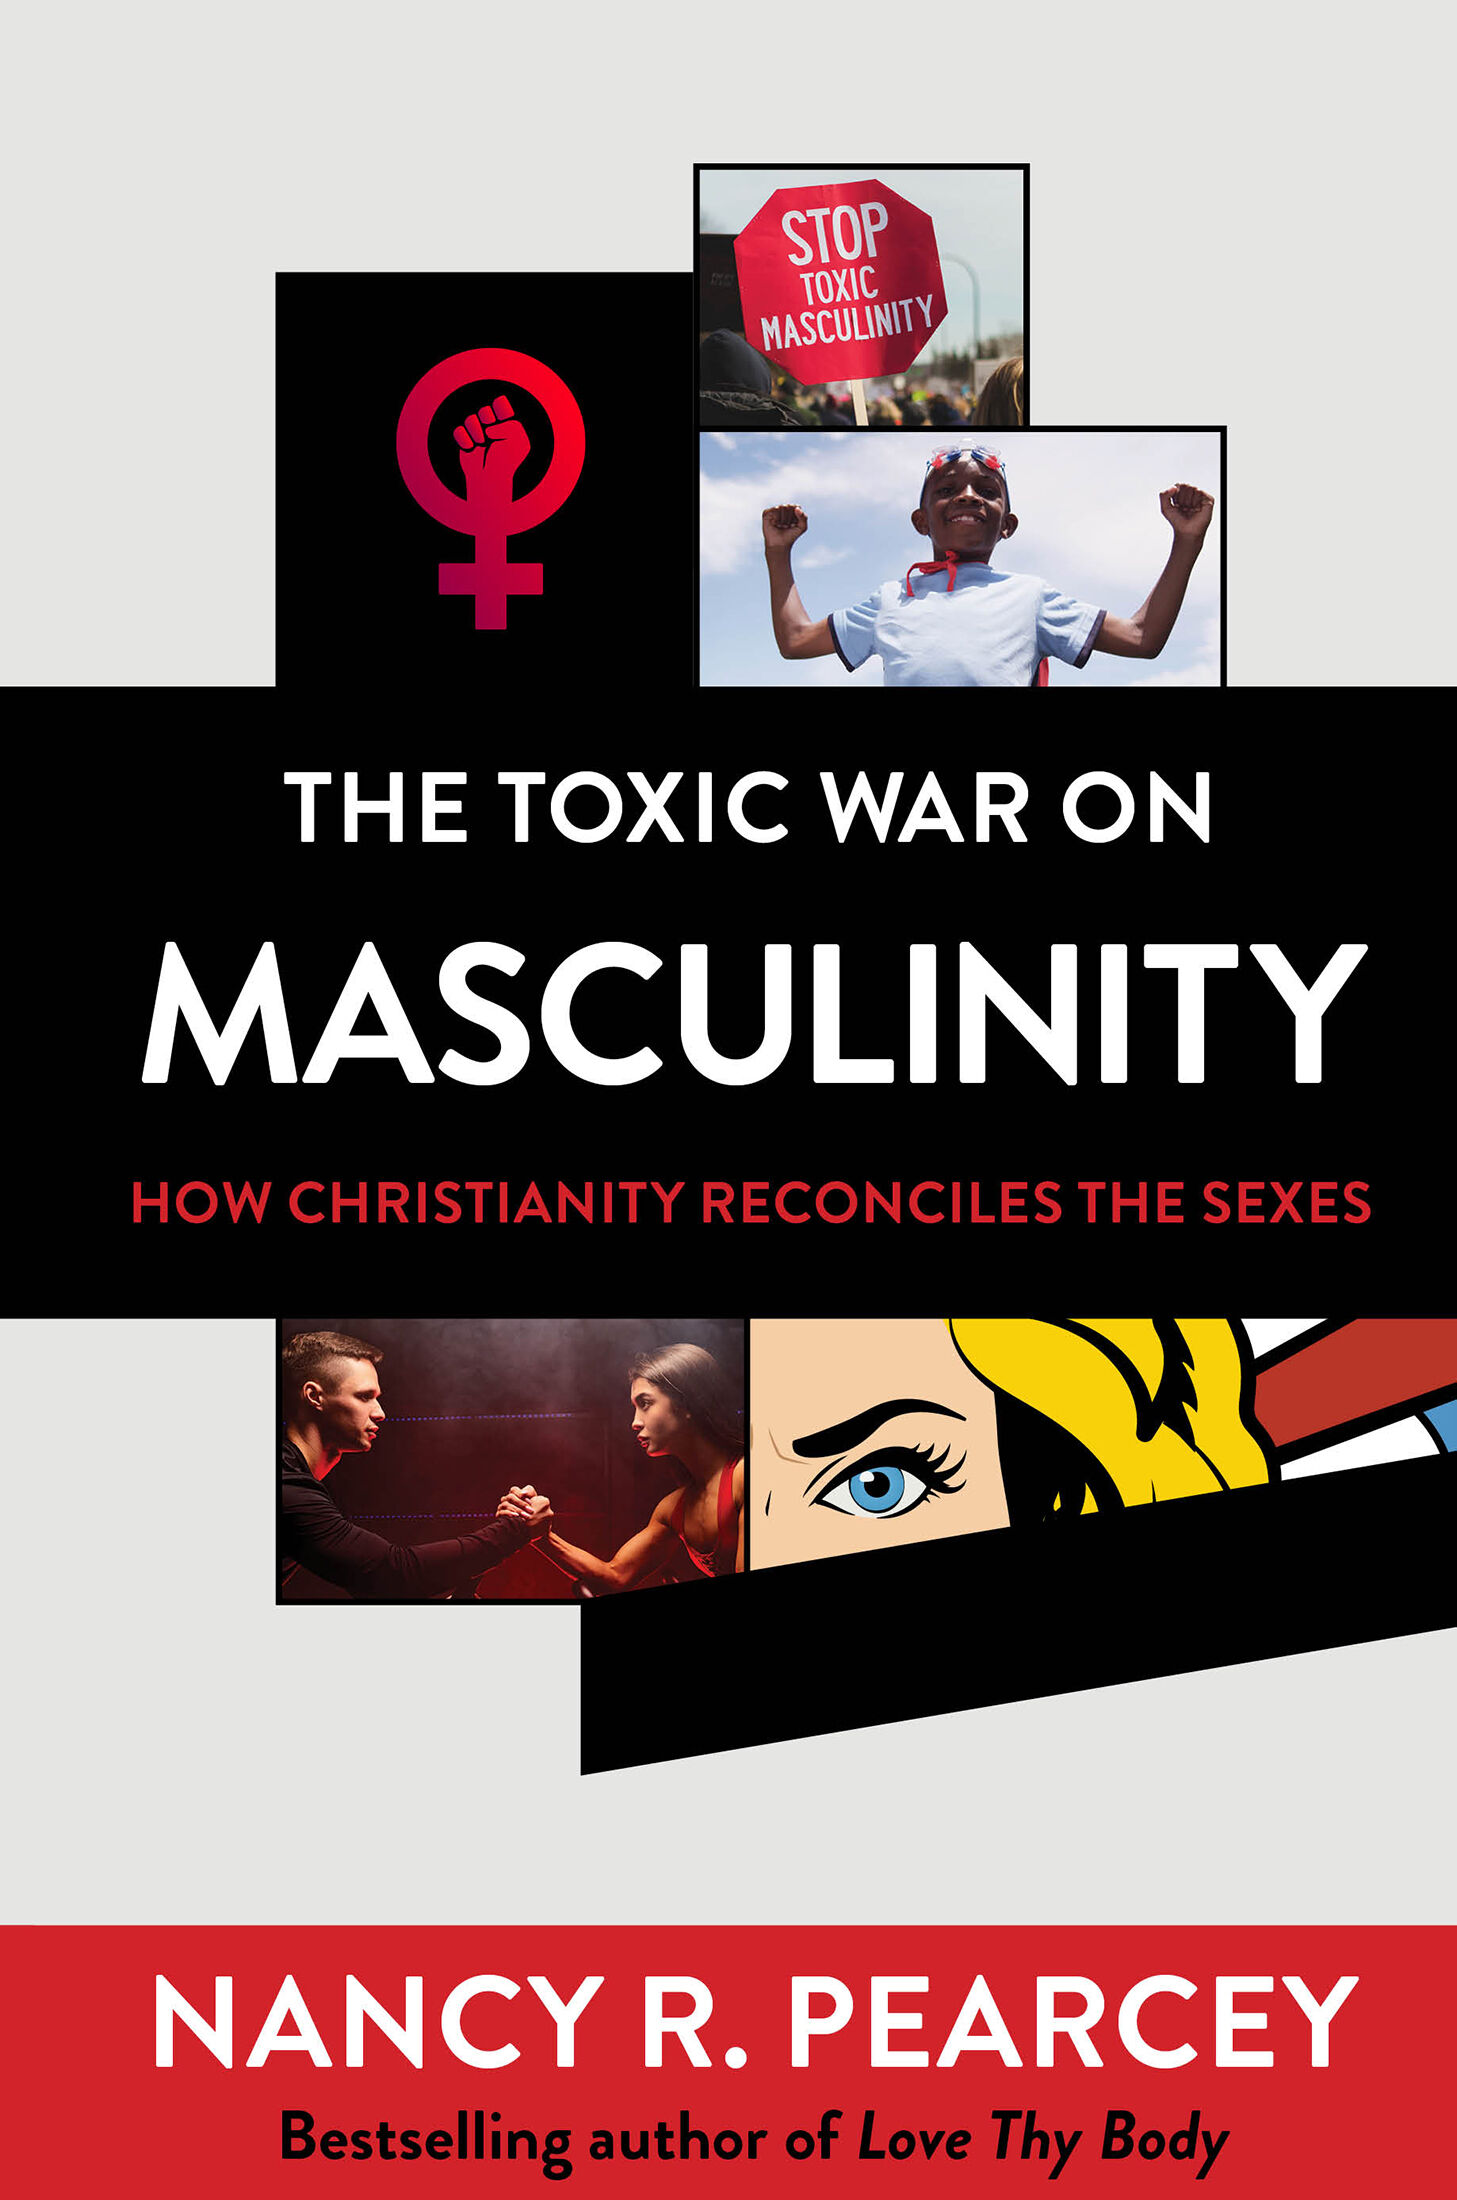 STOP
TOXIC
MASCULINITY
THE TOXIC WAR ON
MASCULINITY
HOW CHRISTIANITY RECONCILES THE SEXES
NANCY R. PEARCEY
Bestselling author of Love Thy Body